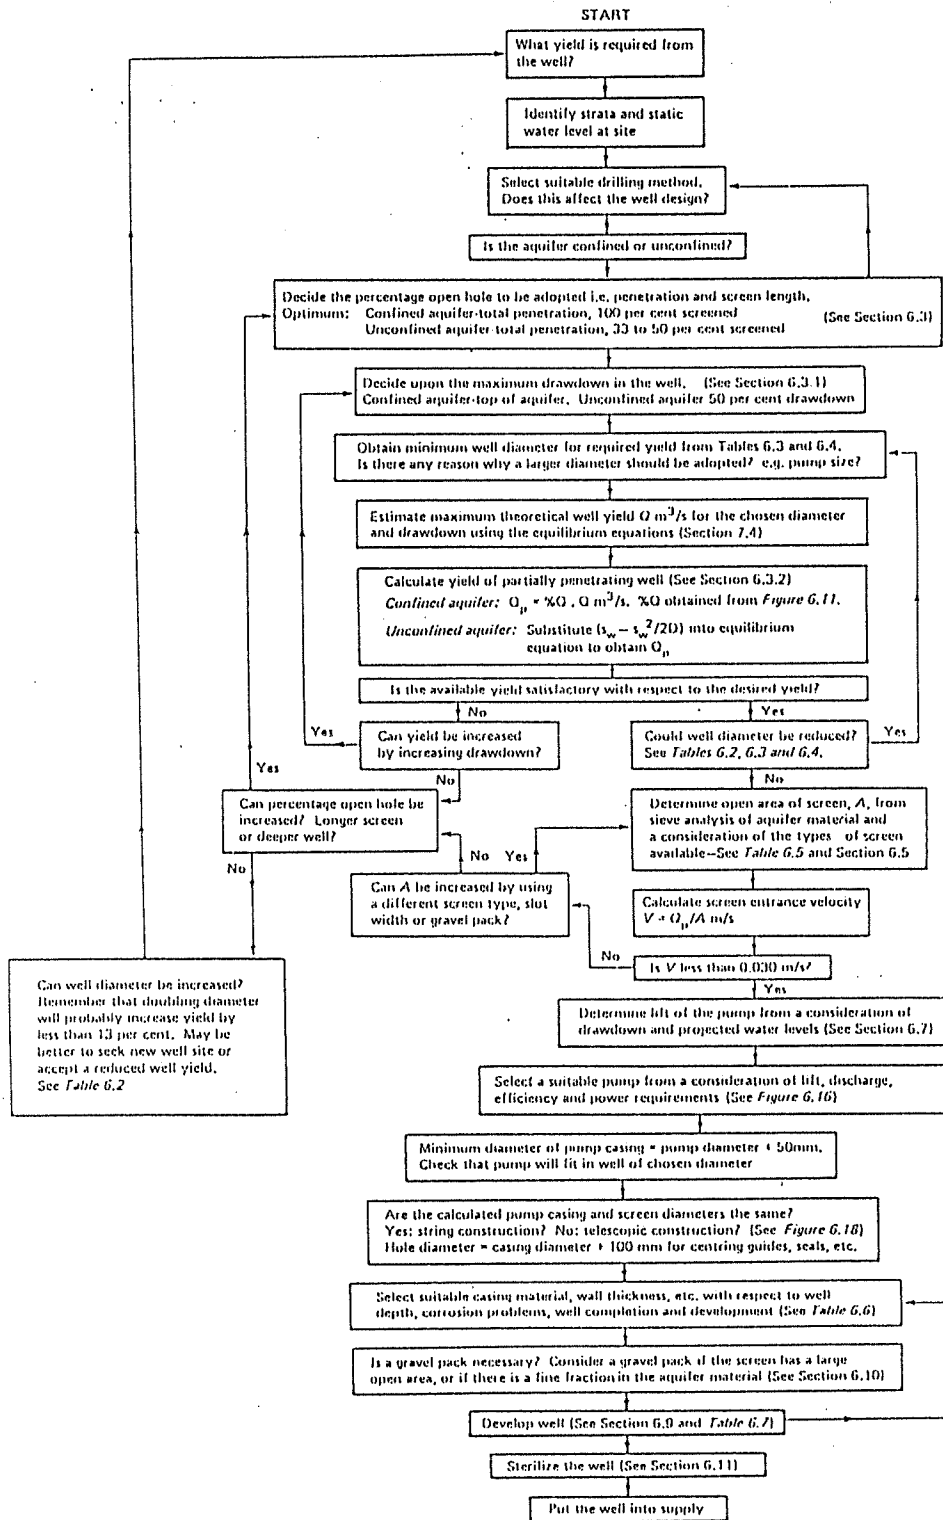 START
What yield is required from
the well?
Identify strata and static
water level at site
Select suitable drilling method.
Does this affect the well design?
Is the aquifer confined or unconfined?
Decide the percentage open hole to be adopted i.e. penetration and screen length.
Optimum: Confined aquifer-total penetration, 100 per cent screened (See Section 6.3)
Unconfined aquifer-total penetration, 33 to 50 per cent screened
Decide upon the maximum drawdown in the well. (See Section 6.3.1)
Confined aquifer-top of aquifer. Unconfined aquifer 50 per cent drawdown
Obtain minimum well diameter for required yield from Tables 6.3 and 6.4.
Is there any reason why a larger diameter should be adopted? e.g. pump size?
Estimate maximum theoretical well yield Q m³/s for the chosen diameter
and drawdown using the equilibrium equations (Section 7.4)
Calculate yield of partially penetrating well (See Section 6.3.2)
Confined aquifer: Qp = %Q . Q m³/s. %Q obtained from Figure 6.11.
Unconfined aquifer: Substitute (sw – sw²/2D) into equilibrium
equation to obtain Qp
Is the available yield satisfactory with respect to the desired yield?
No
Yes
Yes
Can yield be increased
by increasing drawdown?
Could well diameter be reduced?
See Tables 6.2, 6.3 and 6.4.
Yes
Yes
No
No
Can percentage open hole be
increased? Longer screen
or deeper well?
Determine open area of screen, A, from
sieve analysis of aquifer material and
a consideration of the types of screen
available–See Table 6.5 and Section 6.5
No
No
Yes
Can A be increased by using
a different screen type, slot
width or gravel pack?
Calculate screen entrance velocity
V = Qp/A m/s
No
Is V less than 0.030 m/s?
Yes
Can well diameter be increased?
Remember that doubling diameter
will probably increase yield by
less than 13 per cent. May be
better to seek new well site or
accept a reduced well yield.
See Table 6.2
Determine lift of the pump from a consideration of
drawdown and projected water levels (See Section 6.7)
Select a suitable pump from a consideration of lift, discharge,
efficiency and power requirements (See Figure 6.16)
Minimum diameter of pump casing = pump diameter + 50mm.
Check that pump will fit in well of chosen diameter
Are the calculated pump casing and screen diameters the same?
Yes: string construction? No: telescopic construction? (See Figure 6.18)
Hole diameter = casing diameter + 100 mm for centring guides, seals, etc.
Select suitable casing material, wall thickness, etc. with respect to well
depth, corrosion problems, well completion and development (See Table 6.6)
Is a gravel pack necessary? Consider a gravel pack if the screen has a large
open area, or if there is a fine fraction in the aquifer material (See Section 6.10)
Develop well (See Section 6.9 and Table 6.7)
Sterilize the well (See Section 6.11)
Put the well into supply